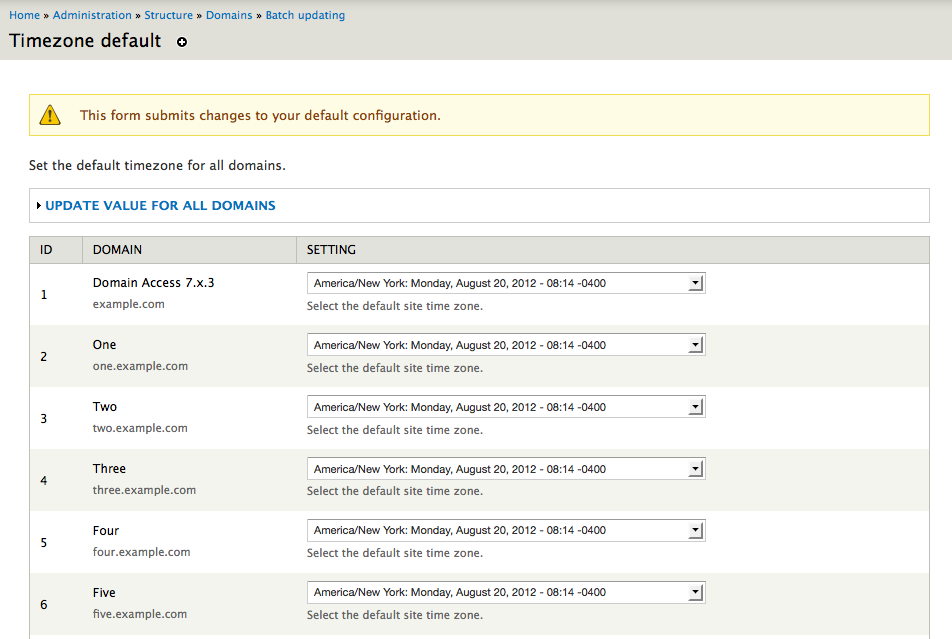 Home » Administration » Structure » Domains » Batch updating
Timezone default
This form submits changes to your default configuration.
Set the default timezone for all domains.
UPDATE VALUE FOR ALL DOMAINS
ID DOMAIN SETTING
1 Domain Access 7.x.3 America/New York: Monday, August 20, 2012 - 08:14 -0400
example.com Select the default site time zone.
2 One America/New York: Monday, August 20, 2012 - 08:14 -0400
one.example.com Select the default site time zone.
3 Two America/New York: Monday, August 20, 2012 - 08:14 -0400
two.example.com Select the default site time zone.
4 Three America/New York: Monday, August 20, 2012 - 08:14 -0400
three.example.com Select the default site time zone.
5 Four America/New York: Monday, August 20, 2012 - 08:14 -0400
four.example.com Select the default site time zone.
6 Five America/New York: Monday, August 20, 2012 - 08:14 -0400
five.example.com Select the default site time zone.